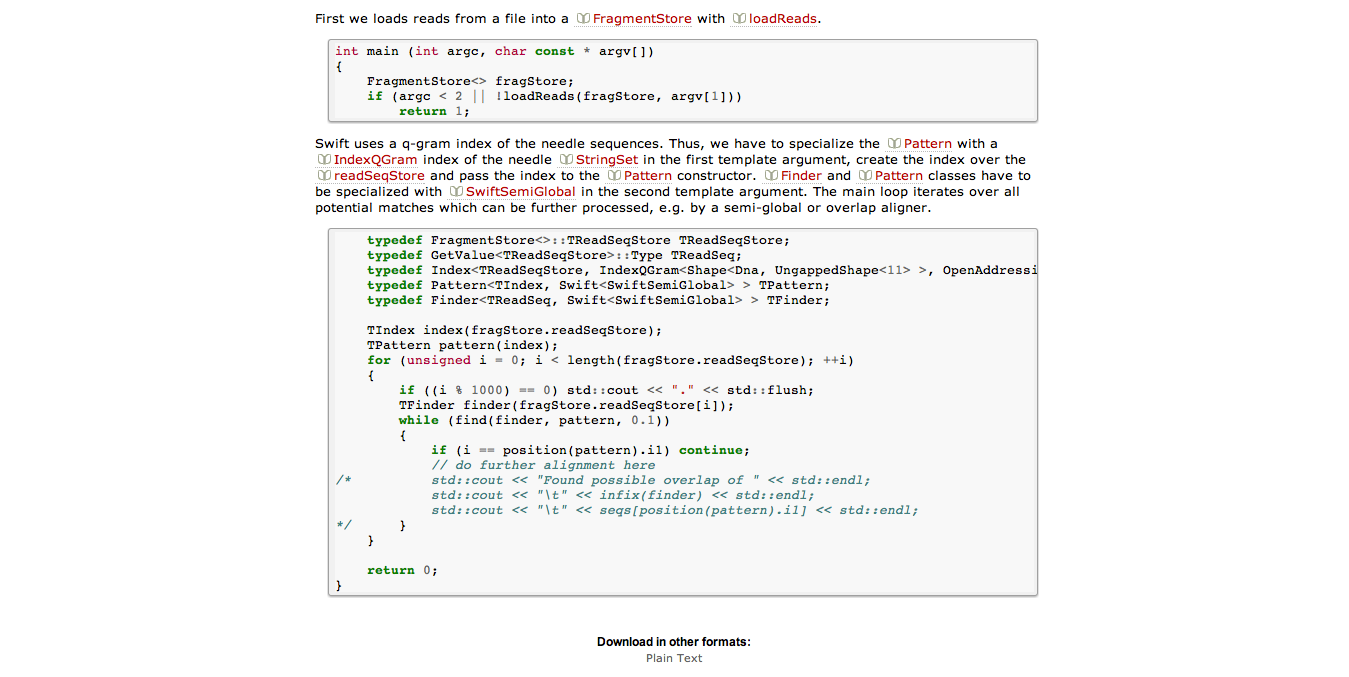 First we loads reads from a file into a FragmentStore with loadReads.
int main (int argc, char const * argv[])
{
    FragmentStore<> fragStore;
    if (argc < 2 || !loadReads(fragStore, argv[1]))
        return 1;
Swift uses a q-gram index of the needle sequences. Thus, we have to specialize the Pattern with a
IndexQGram index of the needle StringSet in the first template argument, create the index over the
readSeqStore and pass the index to the Pattern constructor. Finder and Pattern classes have to
be specialized with SwiftSemiGlobal in the second template argument. The main loop iterates over all
potential matches which can be further processed, e.g. by a semi-global or overlap aligner.
    typedef FragmentStore<>::TReadSeqStore TReadSeqStore;
    typedef GetValue<TReadSeqStore>::Type TReadSeq;
    typedef Index<TReadSeqStore, IndexQGram<Shape<Dna, UngappedShape<11> >, OpenAddressi
    typedef Pattern<TIndex, Swift<SwiftSemiGlobal> > TPattern;
    typedef Finder<TReadSeq, Swift<SwiftSemiGlobal> > TFinder;
    TIndex index(fragStore.readSeqStore);
    TPattern pattern(index);
    for (unsigned i = 0; i < length(fragStore.readSeqStore); ++i)
    {
        if ((i % 1000) == 0) std::cout << "." << std::flush;
        TFinder finder(fragStore.readSeqStore[i]);
        while (find(finder, pattern, 0.1))
        {
            if (i == position(pattern).i1) continue;
            // do further alignment here
/*          std::cout << "Found possible overlap of " << std::endl;
            std::cout << "\t" << infix(finder) << std::endl;
            std::cout << "\t" << seqs[position(pattern).i1] << std::endl;
*/      }
    }
    return 0;
}
Download in other formats:
Plain Text